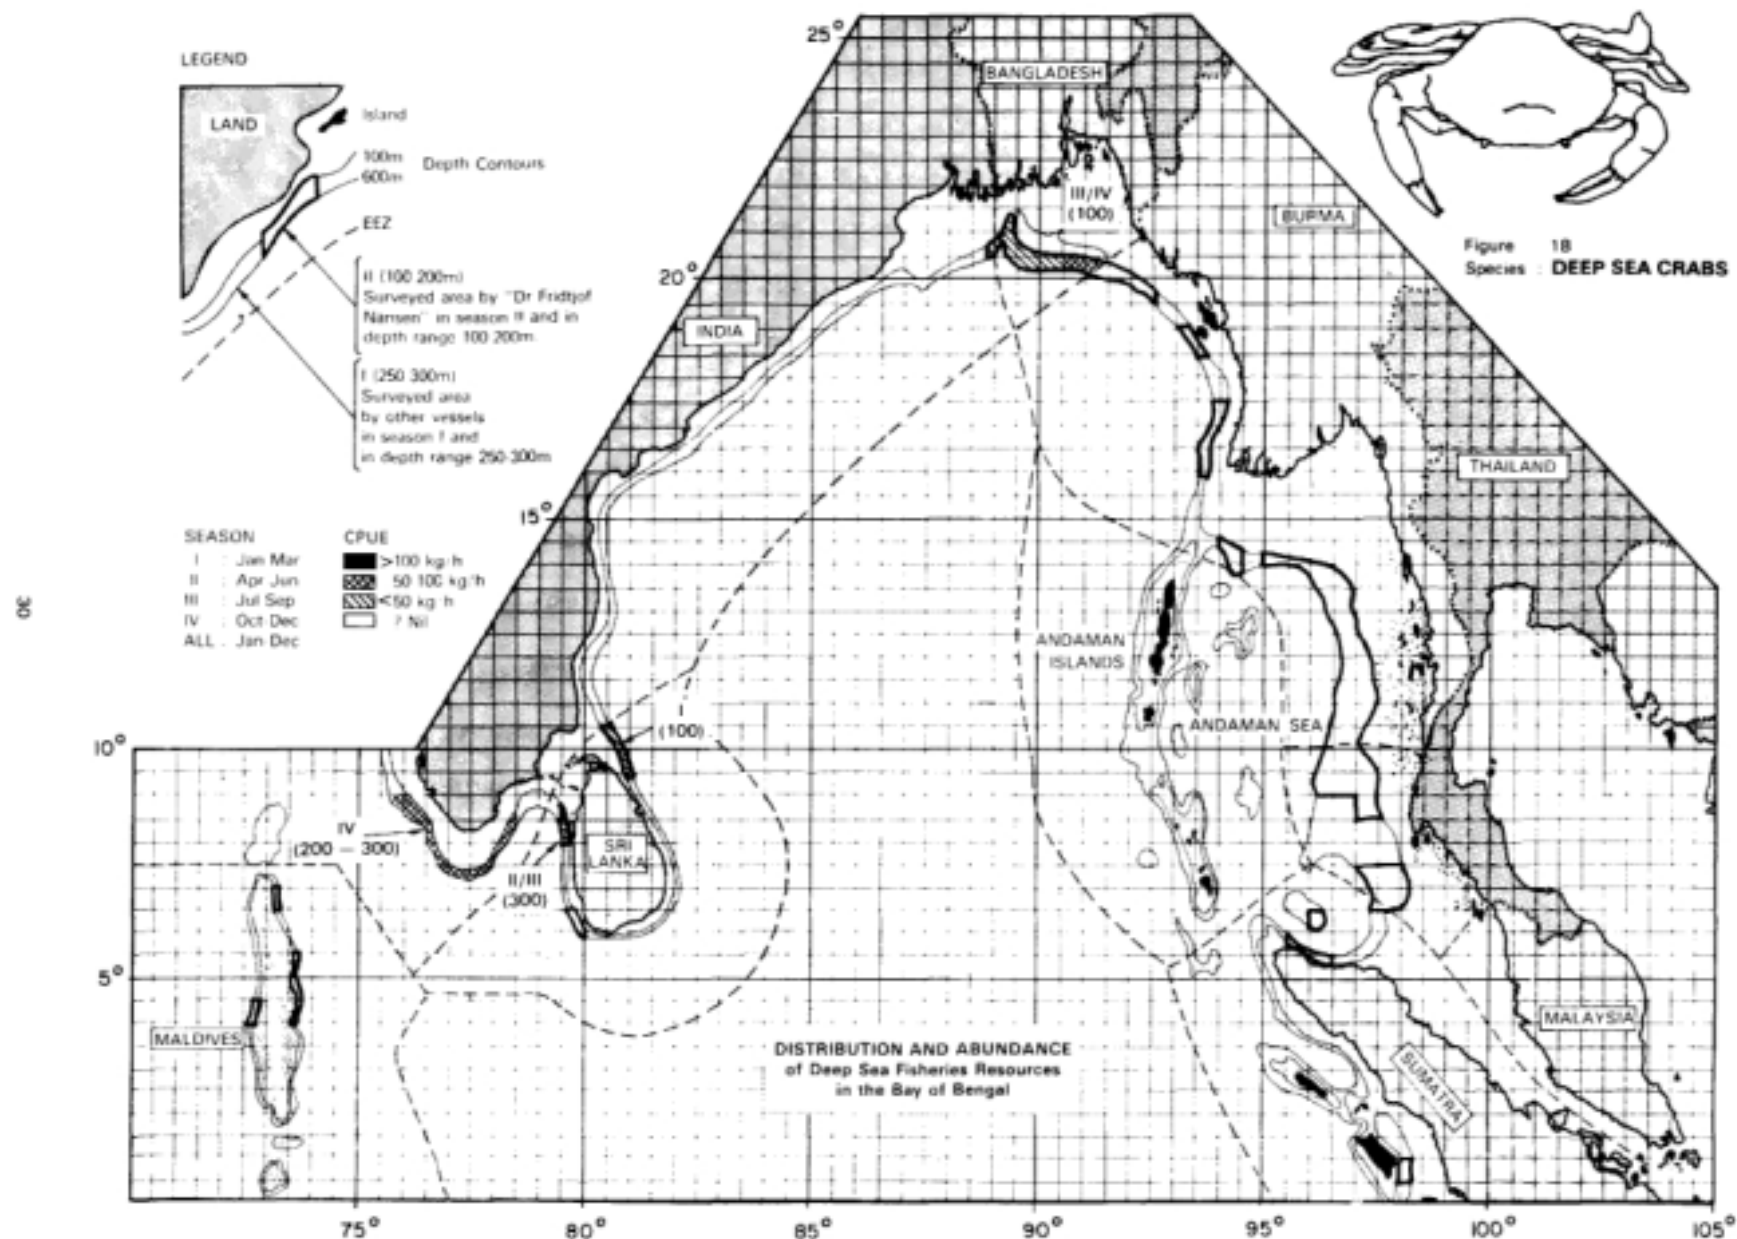 LEGEND
LAND
Island
100m
Depth Contours
600m
EEZ
II (100 200m)
Surveyed area by "Dr Fridtjof
Nansen" in season II and in
depth range 100 200m.
I (250 300m)
Surveyed area
by other vessels
in season I and
in depth range 250-300m
SEASON CPUE
I : Jan Mar >100 kg/h
II : Apr Jun 50 100 kg/h
III : Jul Sep <50 kg h
IV : Oct Dec ? Nil
ALL : Jan Dec
30
25°
20°
15°
10°
5°
0°
75°
80°
85°
90°
95°
100°
105°
BANGLADESH
III/IV
(100)
BURMA
INDIA
THAILAND
ANDAMAN
ISLANDS
ANDAMAN SEA
I
(100)
IV
(200 – 300)
SRI
LANKA
II/III
(300)
MALDIVES
MALAYSIA
SUMATRA
DISTRIBUTION AND ABUNDANCE
of Deep Sea Fisheries Resources
in the Bay of Bengal
Figure 18
Species : DEEP SEA CRABS